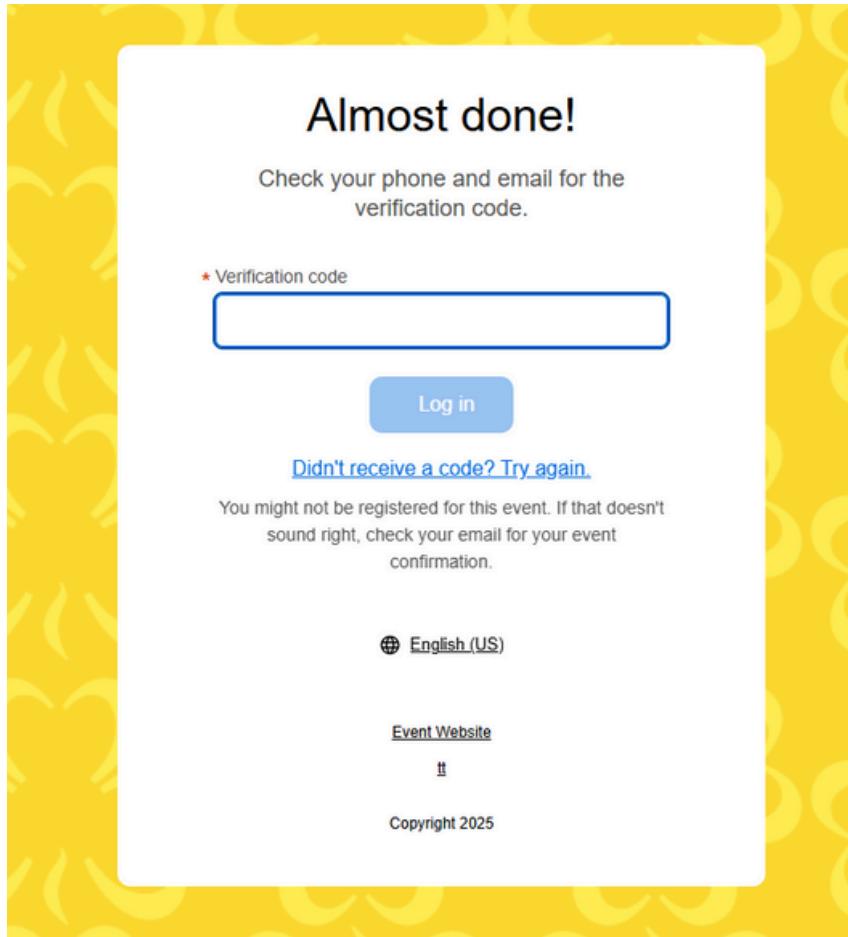 Almost done!
Check your phone and email for the
verification code.
* Verification code
Log in
Didn't receive a code? Try again.
You might not be registered for this event. If that doesn't
sound right, check your email for your event
confirmation.
English (US)
Event Website
tt
Copyright 2025